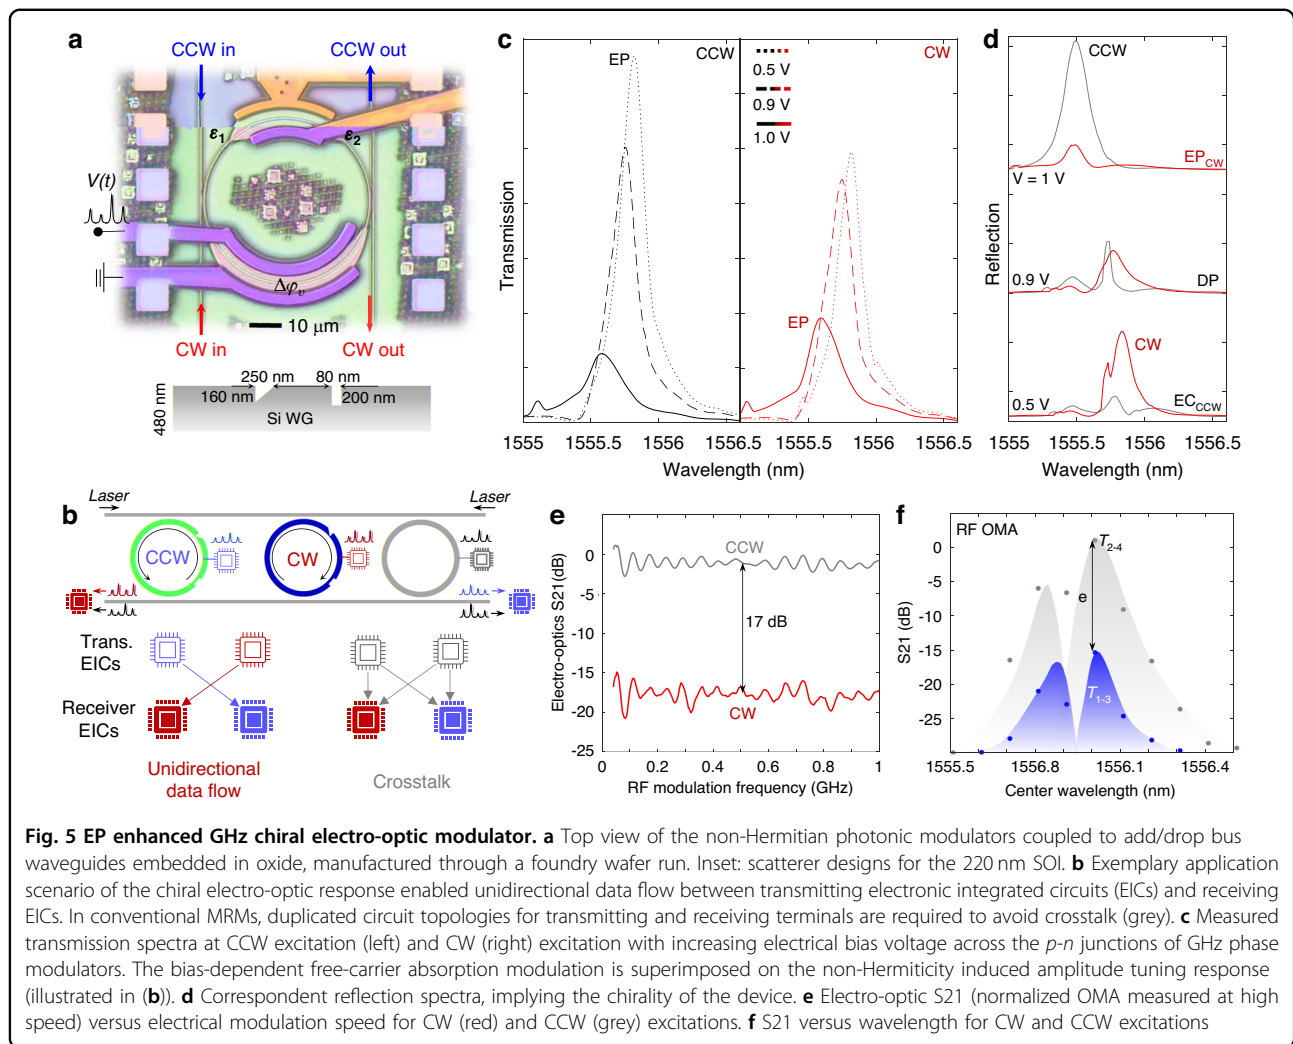 a
CCW in
CCW out
ε1
ε2
V(t)
Δφv
10 μm
CW in
CW out
250 nm
80 nm
160 nm
200 nm
Si WG
480 nm
b
Laser
Laser
CCW
CW
Trans.
EICs
Receiver
EICs
Unidirectional
data flow
Crosstalk
c
EP
CCW
CW
0.5 V
0.9 V
1.0 V
EP
Transmission
1555
1555.5
1556
1555
1555.5
1556
1556.5
Wavelength (nm)
d
CCW
EPCW
V = 1 V
0.9 V
DP
CW
0.5 V
ECCCW
Reflection
1555
1555.5
1556
1556.5
Wavelength (nm)
e
Electro-optics S21(dB)
5
0
-5
-10
-15
-20
-25
CCW
17 dB
CW
0
0.2
0.4
0.6
0.8
1
RF modulation frequency (GHz)
f
RF OMA
T2-4
e
T1-3
S21 (dB)
0
-5
-10
-15
-20
-25
1555.5
1556.8
1556.1
1556.4
Center wavelength (nm)
Fig. 5 EP enhanced GHz chiral electro-optic modulator. a Top view of the non-Hermitian photonic modulators coupled to add/drop bus
waveguides embedded in oxide, manufactured through a foundry wafer run. Inset: scatterer designs for the 220 nm SOI. b Exemplary application
scenario of the chiral electro-optic response enabled unidirectional data flow between transmitting electronic integrated circuits (EICs) and receiving
EICs. In conventional MRMs, duplicated circuit topologies for transmitting and receiving terminals are required to avoid crosstalk (grey). c Measured
transmission spectra at CCW excitation (left) and CW (right) excitation with increasing electrical bias voltage across the p-n junctions of GHz phase
modulators. The bias-dependent free-carrier absorption modulation is superimposed on the non-Hermiticity induced amplitude tuning response
(illustrated in (b)). d Correspondent reflection spectra, implying the chirality of the device. e Electro-optic S21 (normalized OMA measured at high
speed) versus electrical modulation speed for CW (red) and CCW (grey) excitations. f S21 versus wavelength for CW and CCW excitations